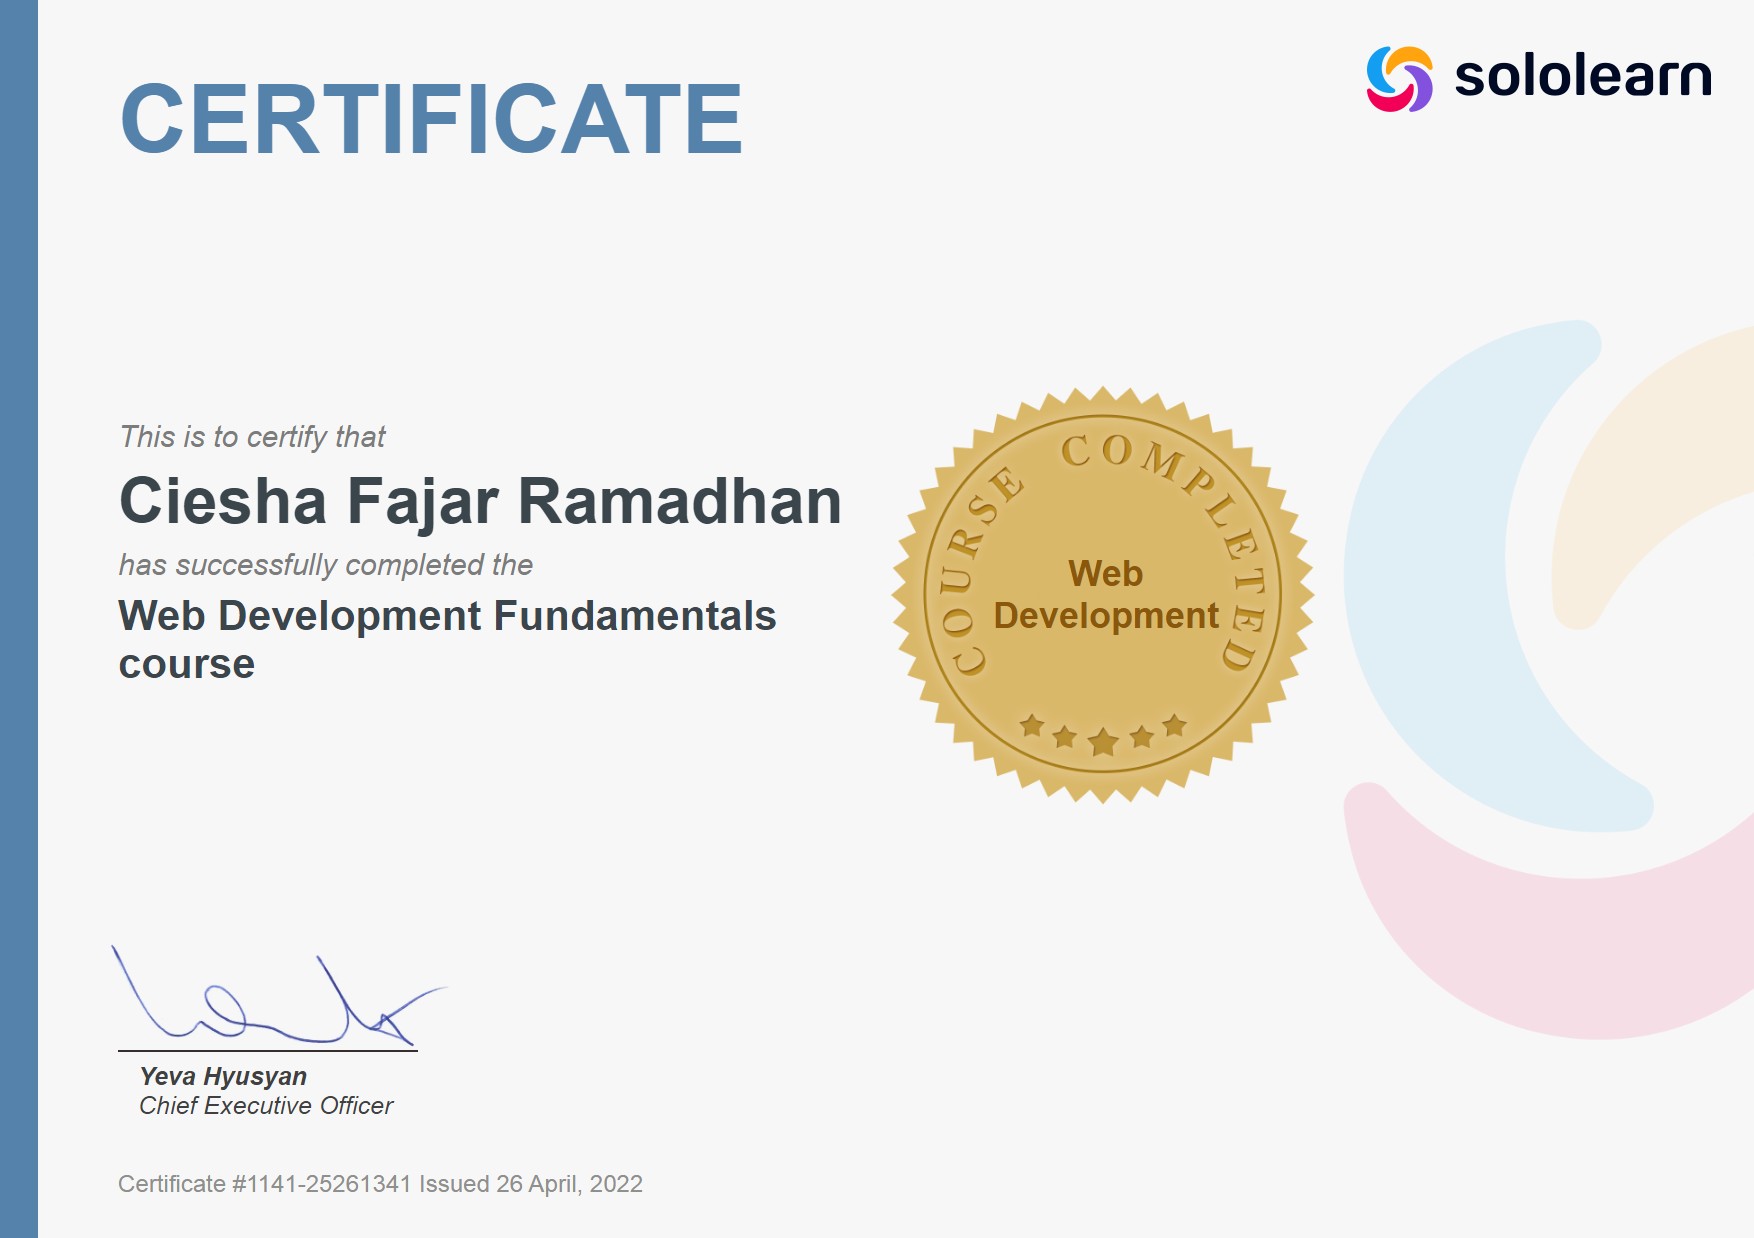 CERTIFICATE
sololearn
This is to certify that
Ciesha Fajar Ramadhan
has successfully completed the
Web Development Fundamentals
course
COURSE COMPLETED
Web
Development
Yeva Hyusyan
Chief Executive Officer
Certificate #1141-25261341 Issued 26 April, 2022